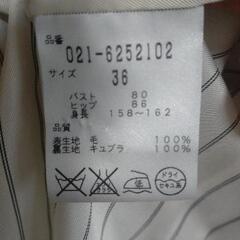 品番
021-6252102
サイズ
36
バスト 80
ヒップ 86
身長 158~162
品質
表生地 毛 100%
裏生地 キュプラ 100%
ドライ
セキユ系